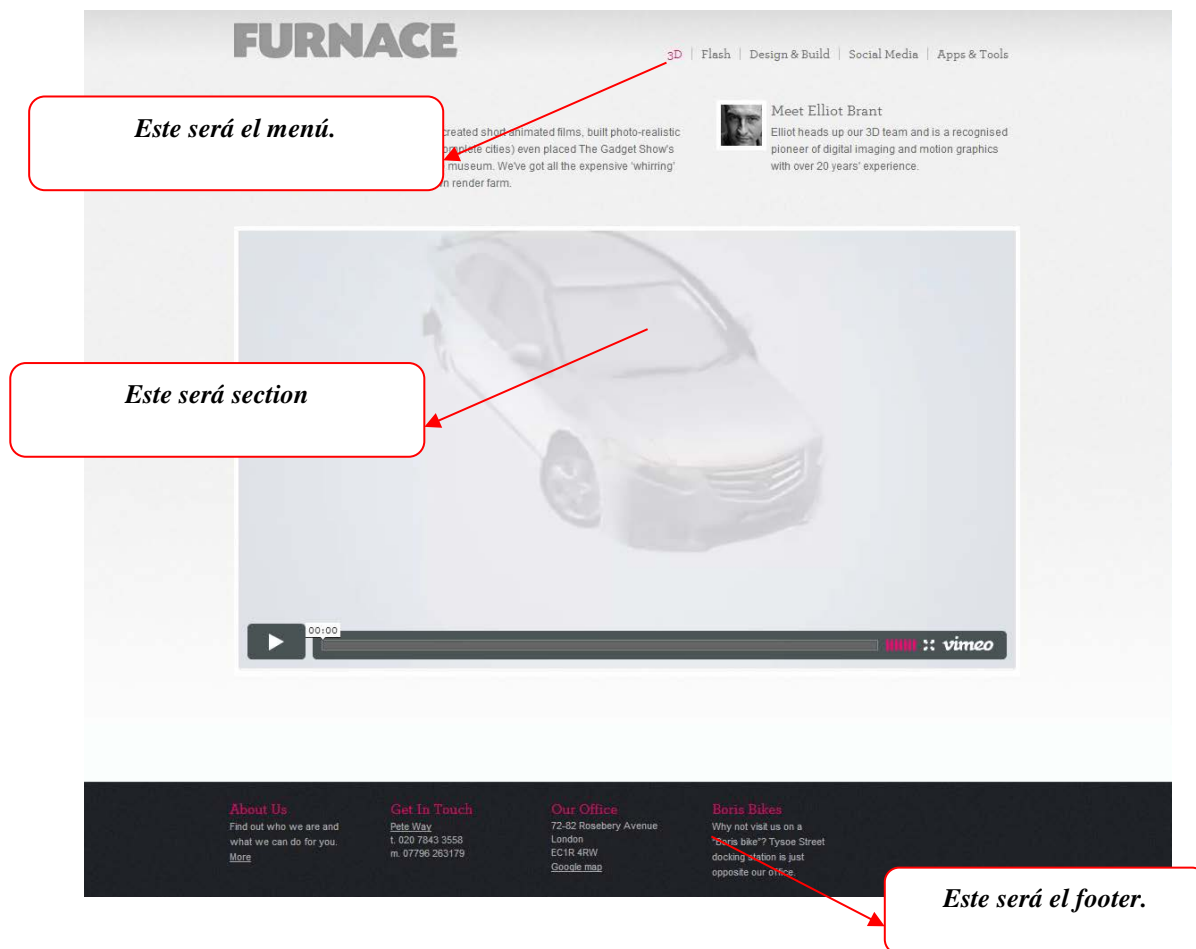 FURNACE
3D | Flash | Design & Build | Social Media | Apps & Tools
Este será el menú.
created short animated films, built photo-realistic
complete cities) even placed The Gadget Show's
museum. We've got all the expensive 'whirring'
render farm.
Meet Elliot Brant
Elliot heads up our 3D team and is a recognised
pioneer of digital imaging and motion graphics
with over 20 years' experience.
Este será section
00:00
vimeo
About Us
Find out who we are and
what we can do for you.
More
Get In Touch
Pete Way
t. 020 7843 3558
m. 07796 263179
Our Office
72-82 Rosebery Avenue
London
EC1R 4RW
Google map
Boris Bikes
Why not visit us on a
"Boris bike"? Tysoe Street
docking station is just
opposite our office.
Este será el footer.